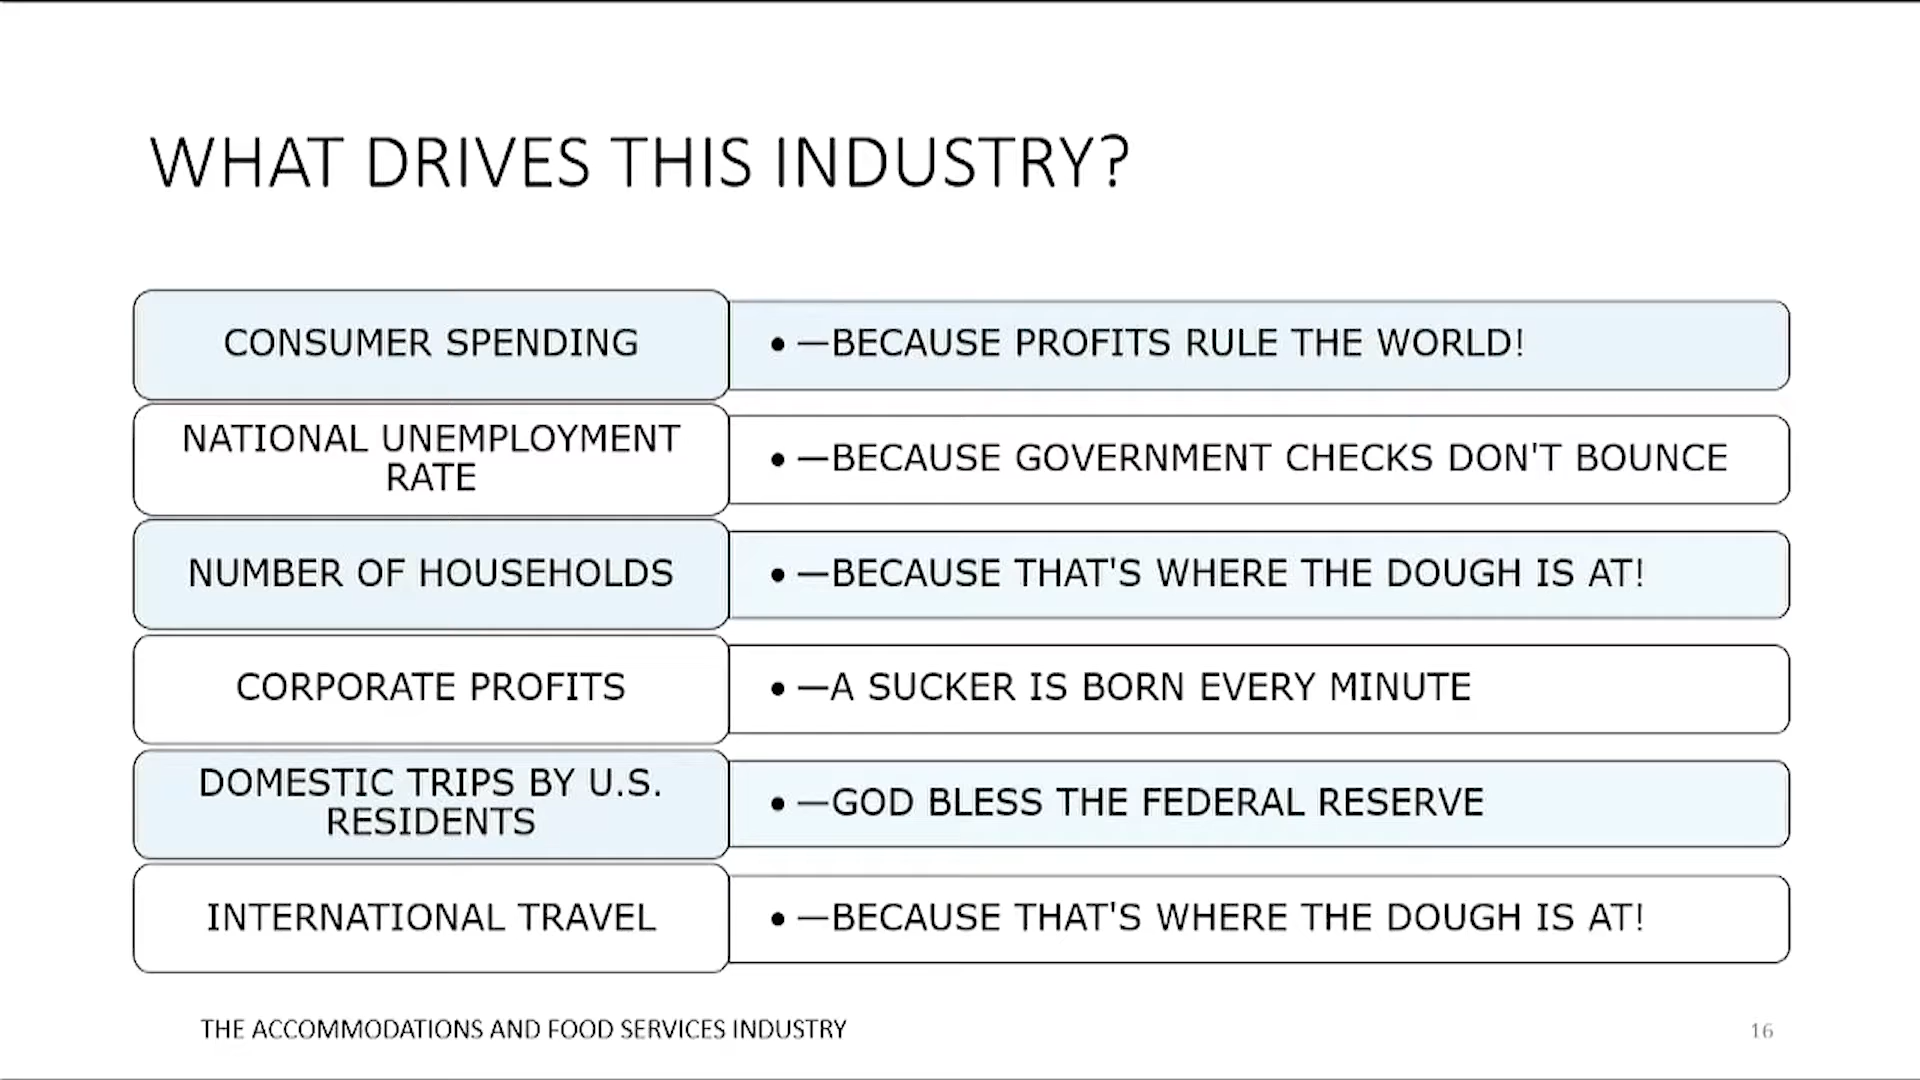 WHAT DRIVES THIS INDUSTRY?
CONSUMER SPENDING
• —BECAUSE PROFITS RULE THE WORLD!
NATIONAL UNEMPLOYMENT
RATE
• —BECAUSE GOVERNMENT CHECKS DON'T BOUNCE
NUMBER OF HOUSEHOLDS
• —BECAUSE THAT'S WHERE THE DOUGH IS AT!
CORPORATE PROFITS
• —A SUCKER IS BORN EVERY MINUTE
DOMESTIC TRIPS BY U.S.
RESIDENTS
• —GOD BLESS THE FEDERAL RESERVE
INTERNATIONAL TRAVEL
• —BECAUSE THAT'S WHERE THE DOUGH IS AT!
THE ACCOMMODATIONS AND FOOD SERVICES INDUSTRY
16